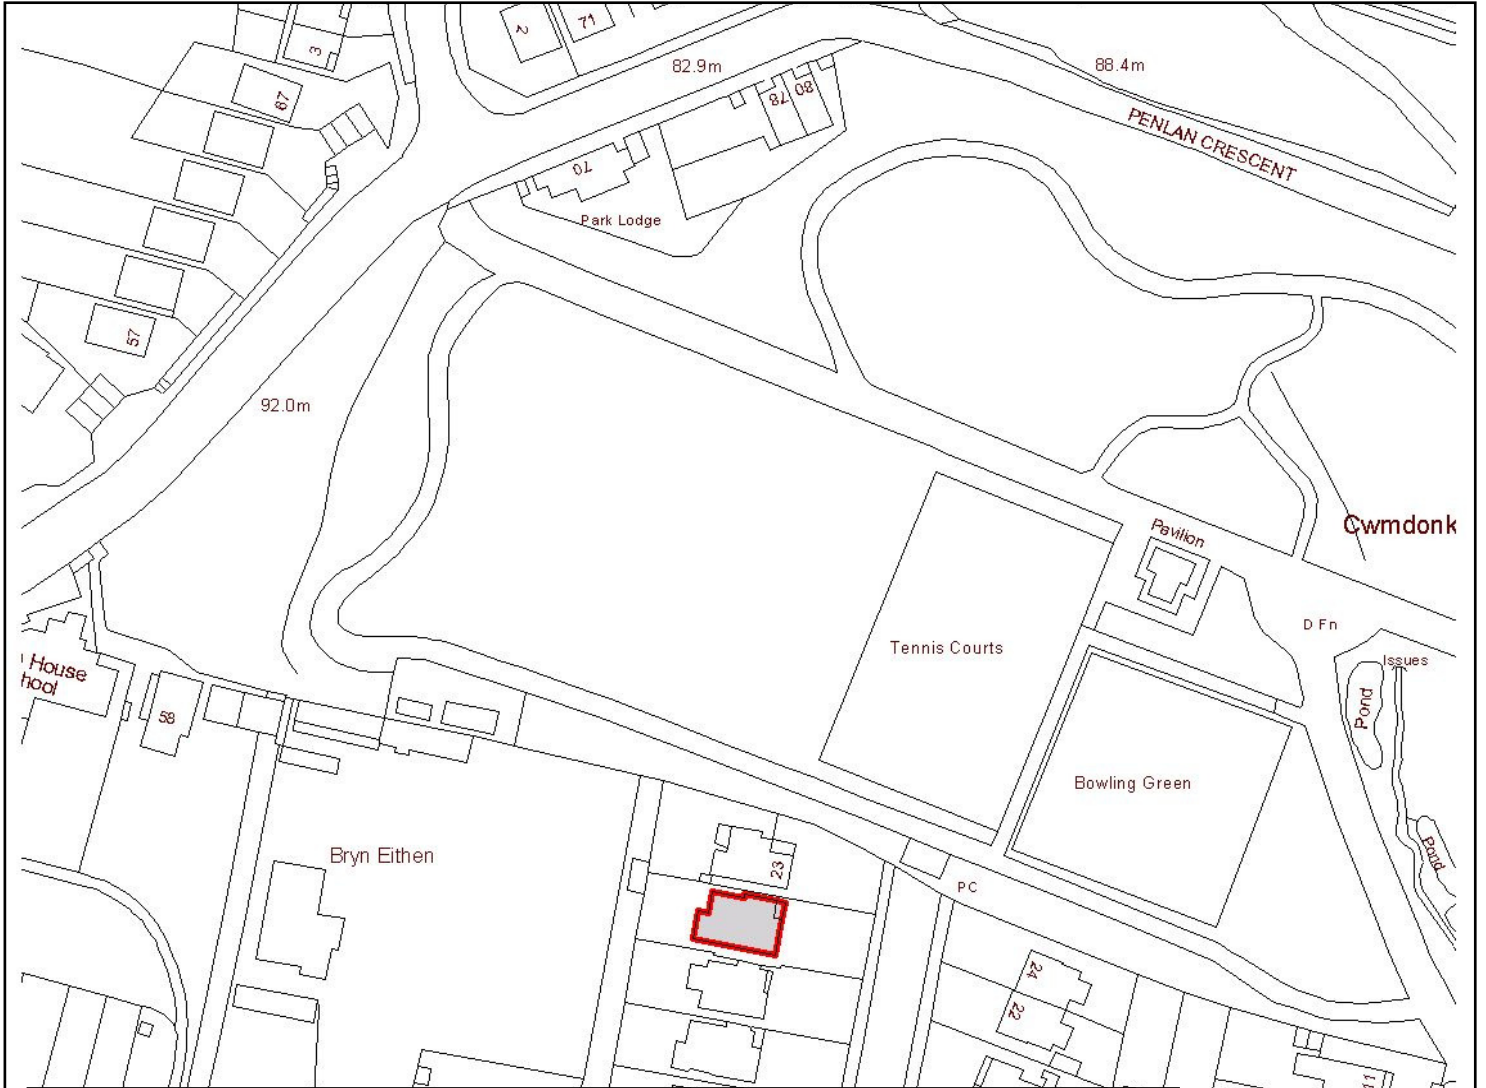 2
71
3
82.9m
88.4m
67
78
80
PENLAN CRESCENT
70
Park Lodge
57
92.0m
Cwmdonk
Pavilion
D Fn
Tennis Courts
Issues
House
hool
Pond
58
Bowling Green
Bryn Eithen
Pond
23
PC
24
22
11